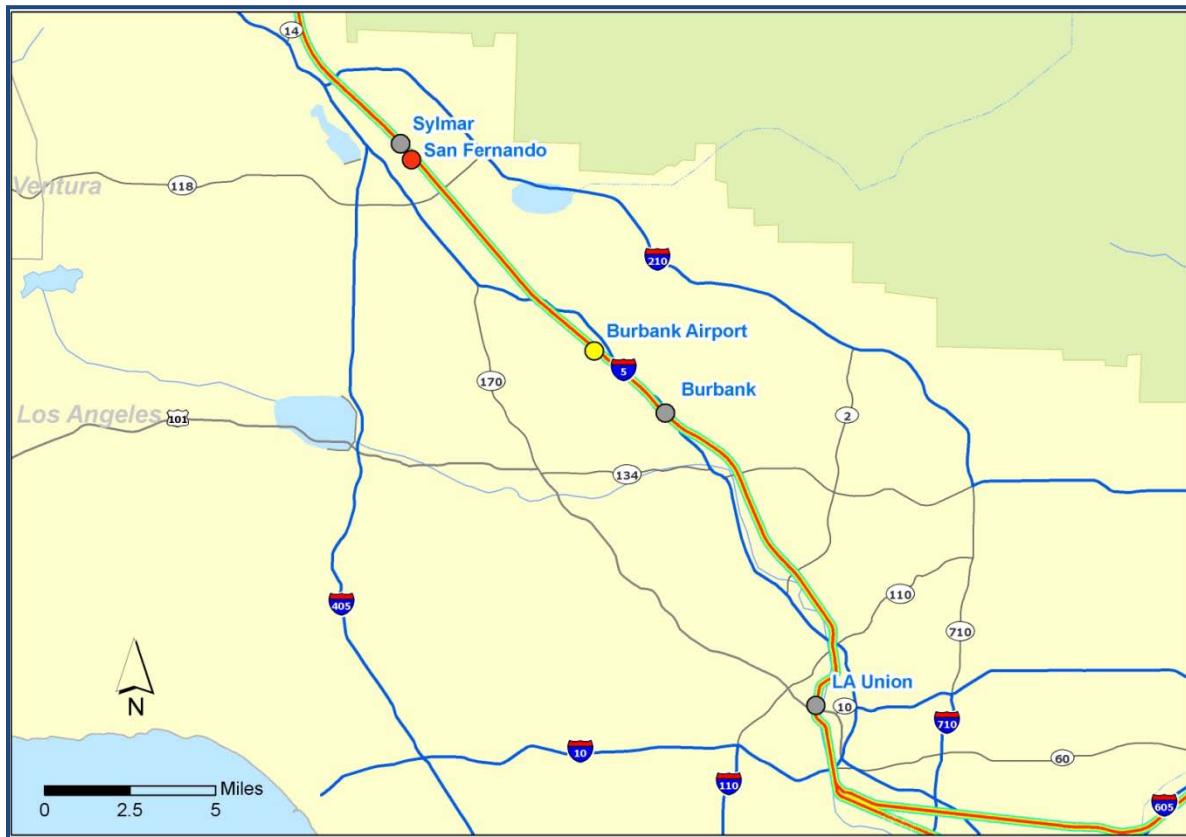 14
Sylmar
San Fernando
Ventura
118
210
Burbank Airport
5
170
Burbank
Los Angeles
101
2
134
405
110
710
N
LA Union
10
710
10
60
110
605
Miles
0 2.5 5